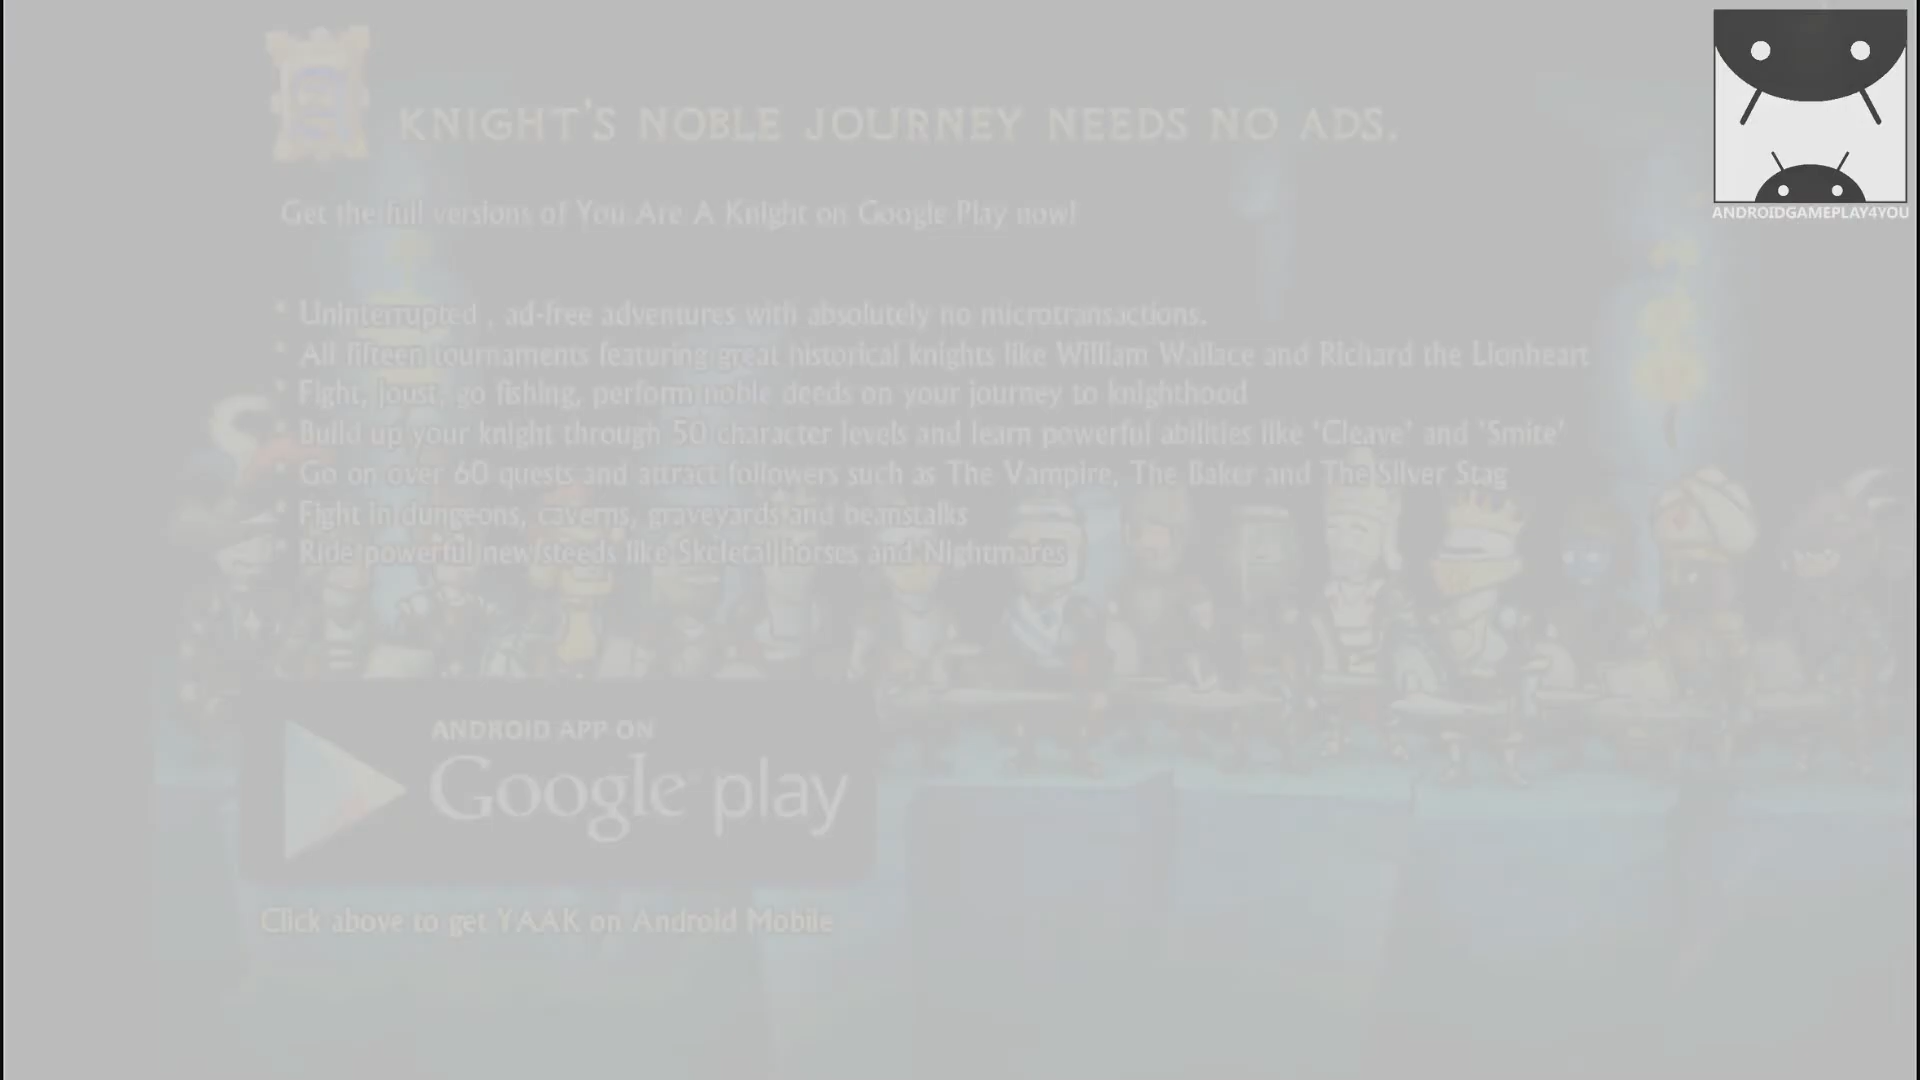 KNIGHT'S NOBLE JOURNEY NEEDS NO ADS.
ANDROIDGAMEPLAY4YOU
Get the full versions of You Are A Knight on Google Play now!
* Uninterrupted , ad-free adventures with absolutely no microtransactions.
* All fifteen tournaments featuring great historical knights like William Wallace and Richard the Lionheart
* Fight, joust, go fishing, perform noble deeds on your journey to knighthood
* Build up your knight through 50 character levels and learn powerful abilities like 'Cleave' and 'Smite'
* Go on over 60 quests and attract followers such as The Vampire, The Baker and The Silver Stag
* Fight in dungeons, caverns, graveyards and beanstalks
* Ride powerful new steeds like Skeletal horses and Nightmares
ANDROID APP ON
Google play
Click above to get YAAK on Android Mobile